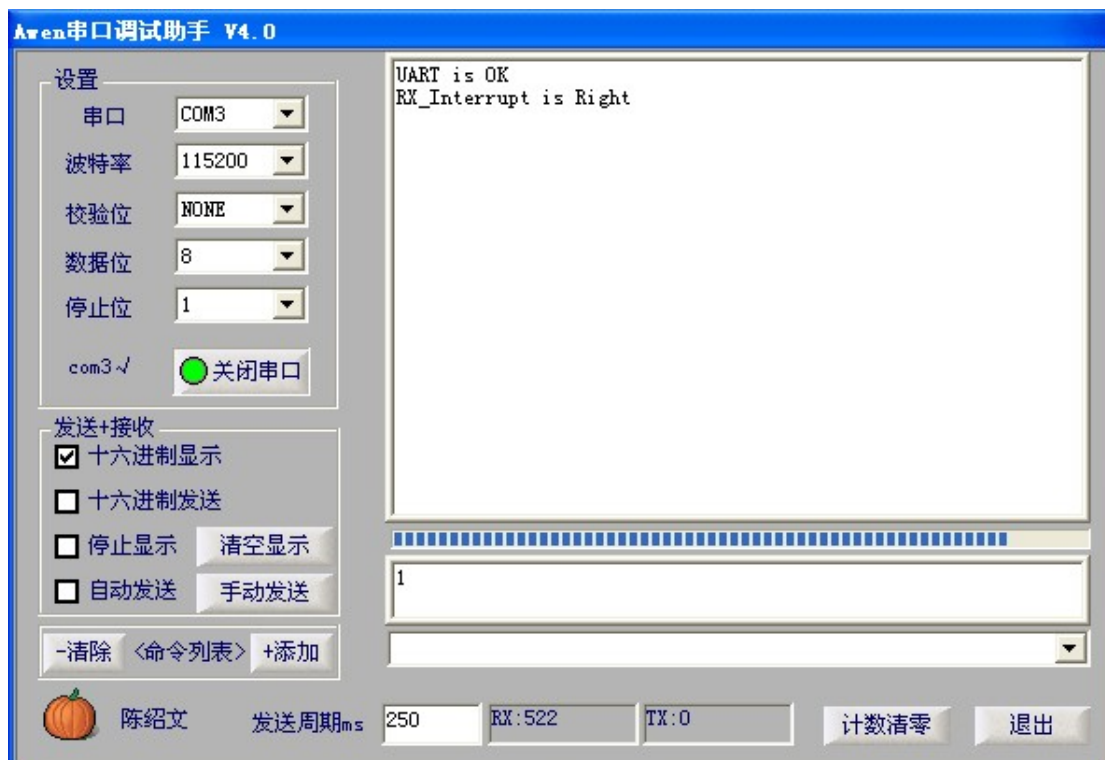 Awen串口调试助手 V4.0
设置
串口 COM3
波特率 115200
校验位 NONE
数据位 8
停止位 1
com3√ 关闭串口
发送+接收
十六进制显示
十六进制发送
停止显示 清空显示
自动发送 手动发送
-清除 <命令列表> +添加
UART is OK
RX_Interrupt is Right
1
陈绍文 发送周期ms 250 RX:522 TX:0 计数清零 退出